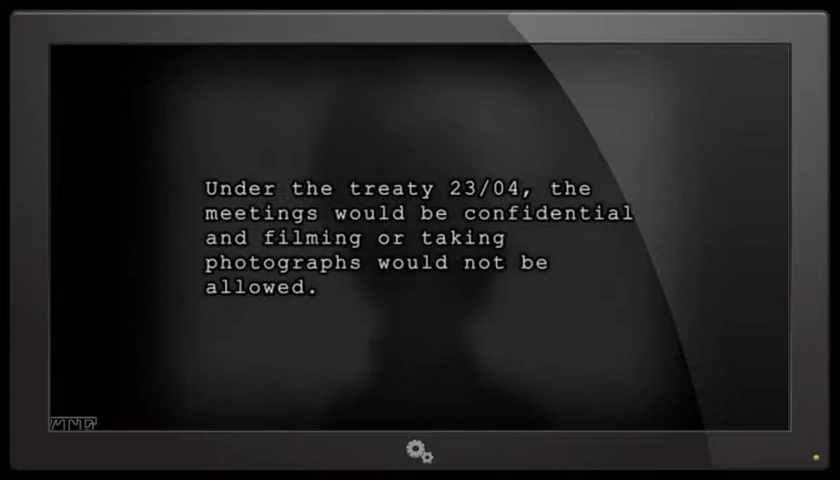 Under the treaty 23/04, the
meetings would be confidential
and filming or taking
photographs would not be
allowed.